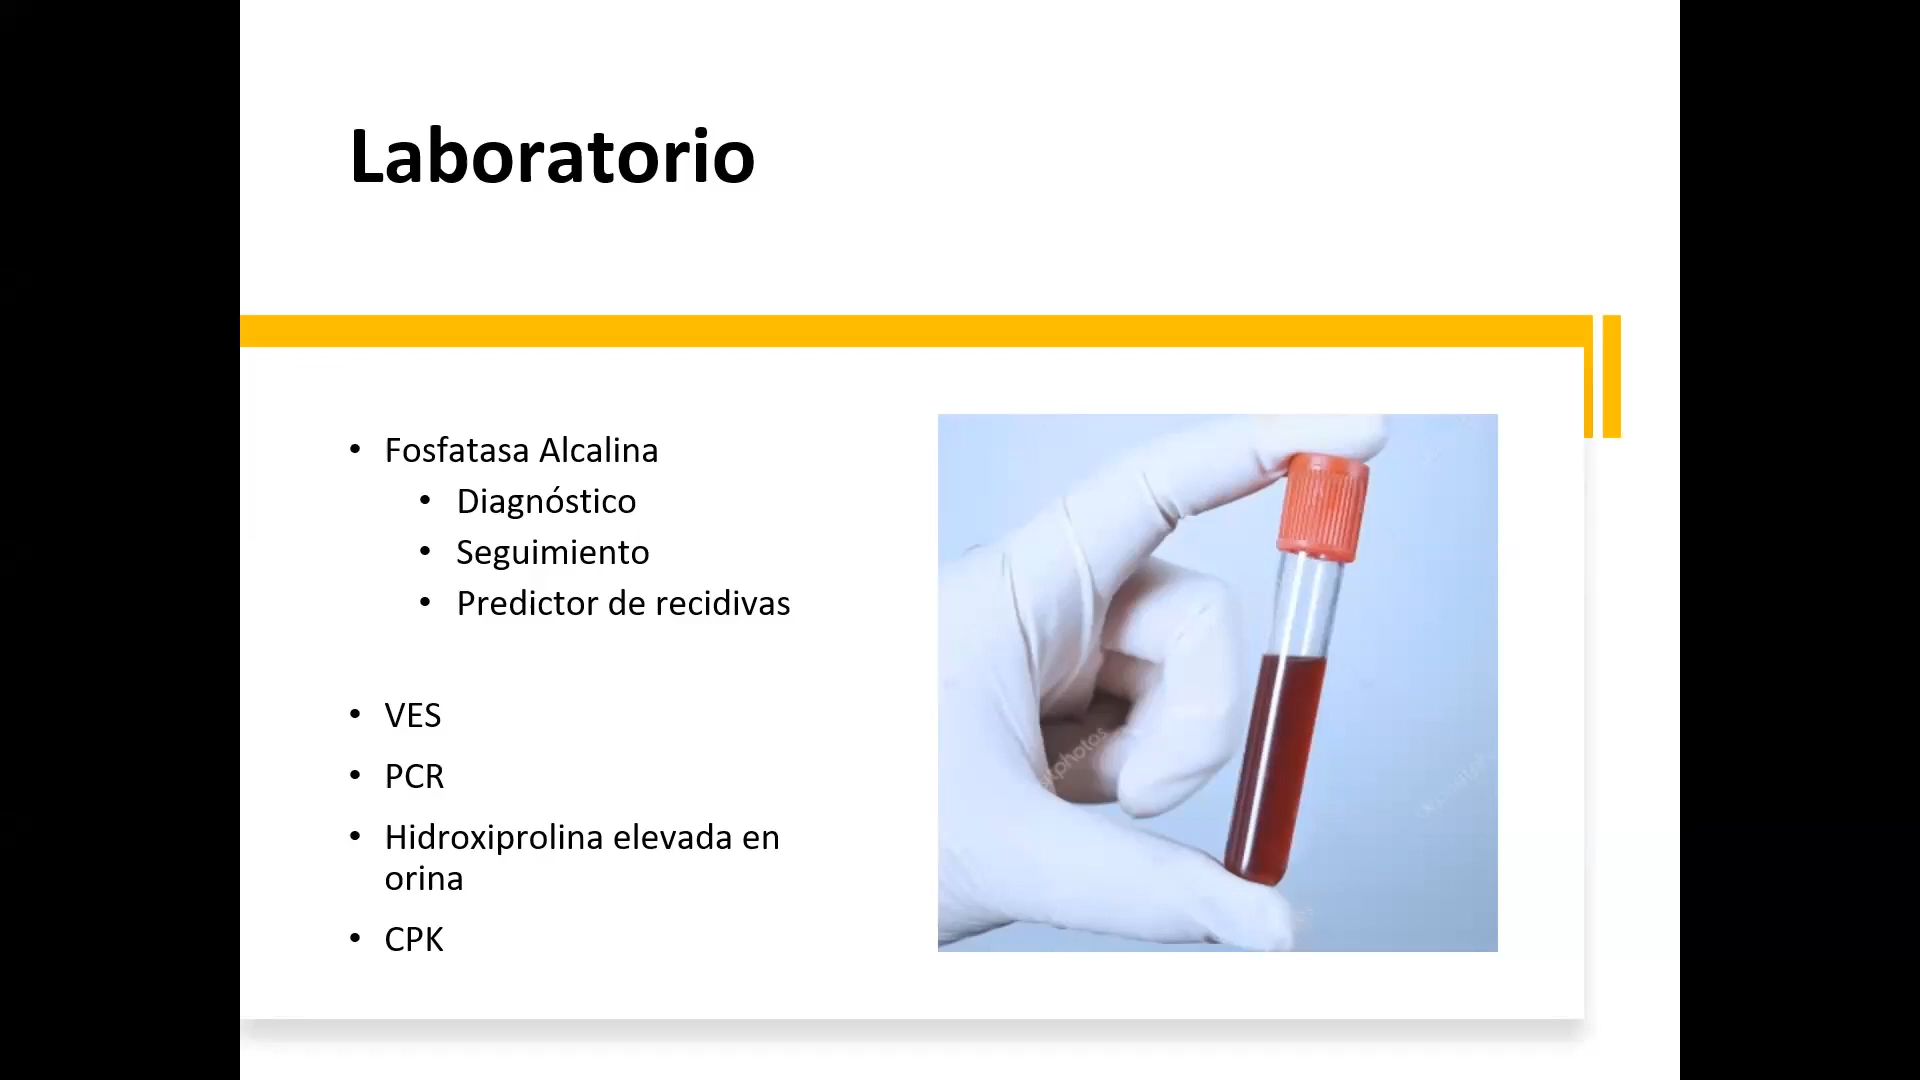 Laboratorio
• Fosfatasa Alcalina
• Diagnóstico
• Seguimiento
• Predictor de recidivas
• VES
• PCR
• Hidroxiprolina elevada en
orina
• CPK